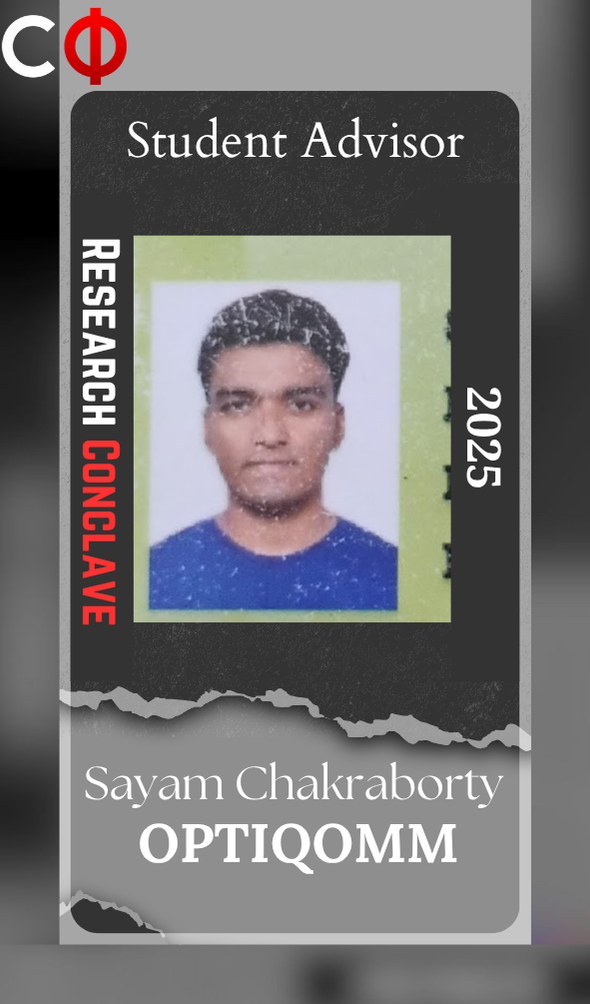 CΦ
Student Advisor
RESEARCH CONCLAVE
2025
Sayam Chakraborty
OPTIQOMM